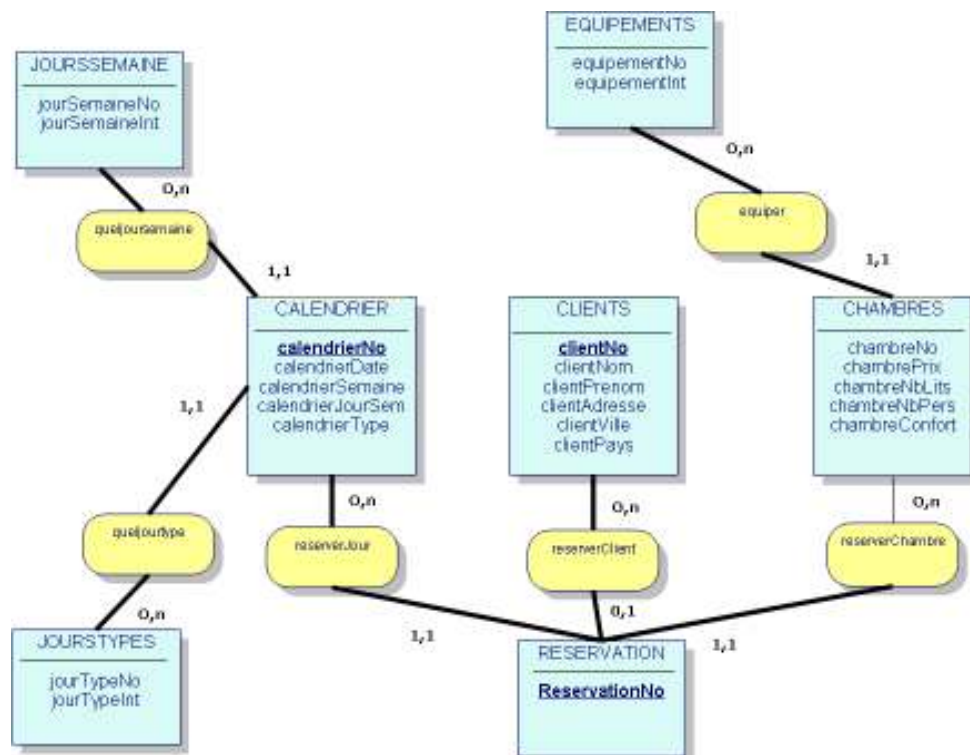 EQUIPEMENTS
equipementNo
equipementInt
JOURSSEMAINE
jourSemaineNo
jourSemaineInt
0,n
0,n
queljoursemaine
equiper
1,1
1,1
CALENDRIER
calendrierNo
calendrierDate
calendrierSemaine
calendrierJourSem
calendrierType
CLIENTS
clientNo
clientNom
clientPrenom
clientAdresse
clientVille
clientPays
CHAMBRES
chambreNo
chambrePrix
chambreNbLits
chambreNbPers
chambreConfort
1,1
0,n
0,n
0,n
queljourtype
reserverJour
reserverClient
reserverChambre
0,n
1,1
0,1
1,1
JOURSTYPES
jourTypeNo
jourTypeInt
RESERVATION
ReservationNo